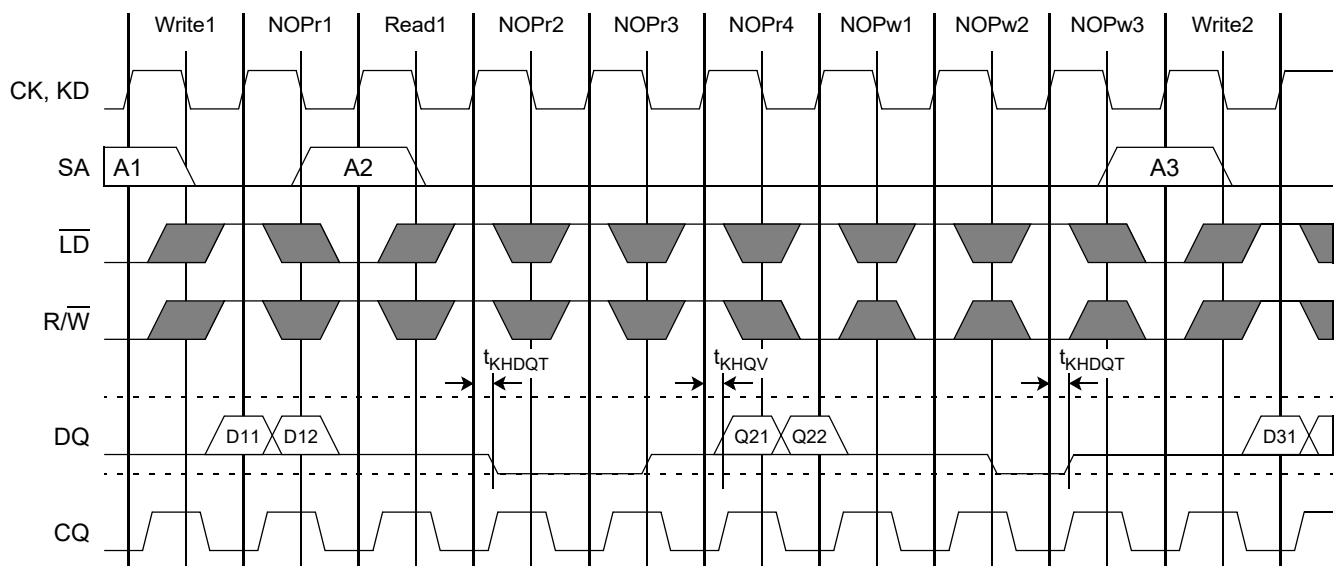 Write1 NOPr1 Read1 NOPr2 NOPr3 NOPr4 NOPw1 NOPw2 NOPw3 Write2
CK, KD
SA A1 A2 A3
L̅D̅
R/W̅
tKHDQT tKHQV tKHDQT
DQ D11 D12 Q21 Q22 D31
CQ